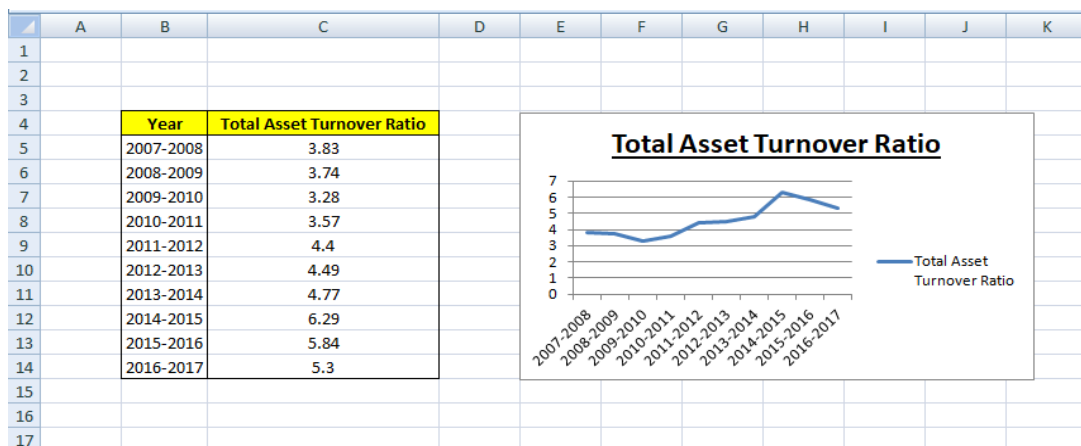 A B C D E F G H I J K
1
2
3
4 Year Total Asset Turnover Ratio
5 2007-2008 3.83
6 2008-2009 3.74
7 2009-2010 3.28
8 2010-2011 3.57
9 2011-2012 4.4
10 2012-2013 4.49
11 2013-2014 4.77
12 2014-2015 6.29
13 2015-2016 5.84
14 2016-2017 5.3
15
16
17
Total Asset Turnover Ratio
7
6
5
4
3
2
1
0
2007-2008
2008-2009
2009-2010
2010-2011
2011-2012
2012-2013
2013-2014
2014-2015
2015-2016
2016-2017
Total Asset
Turnover Ratio